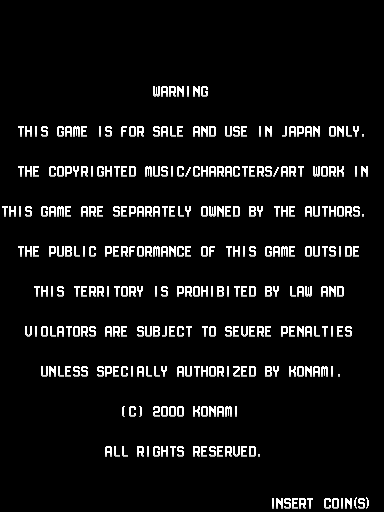 WARNING
THIS GAME IS FOR SALE AND USE IN JAPAN ONLY.
THE COPYRIGHTED MUSIC/CHARACTERS/ART WORK IN
THIS GAME ARE SEPARATELY OWNED BY THE AUTHORS.
THE PUBLIC PERFORMANCE OF THIS GAME OUTSIDE
THIS TERRITORY IS PROHIBITED BY LAW AND
VIOLATORS ARE SUBJECT TO SEVERE PENALTIES
UNLESS SPECIALLY AUTHORIZED BY KONAMI.
(C) 2000 KONAMI
ALL RIGHTS RESERVED.
INSERT COIN(S)